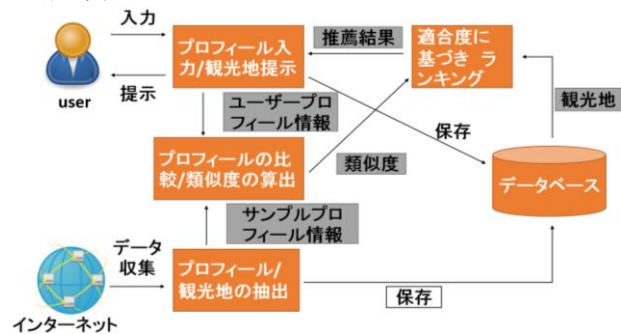 入力
user
提示
プロフィール入
力/観光地提示
推薦結果
適合度に
基づき ラ
ンキング
観光地
ユーザープロ
フィール情報
保存
プロフィールの比
較/類似度の算出
類似度
データベース
サンプルプロ
フィール情報
データ
収集
インターネット
プロフィール/
観光地の抽出
保存